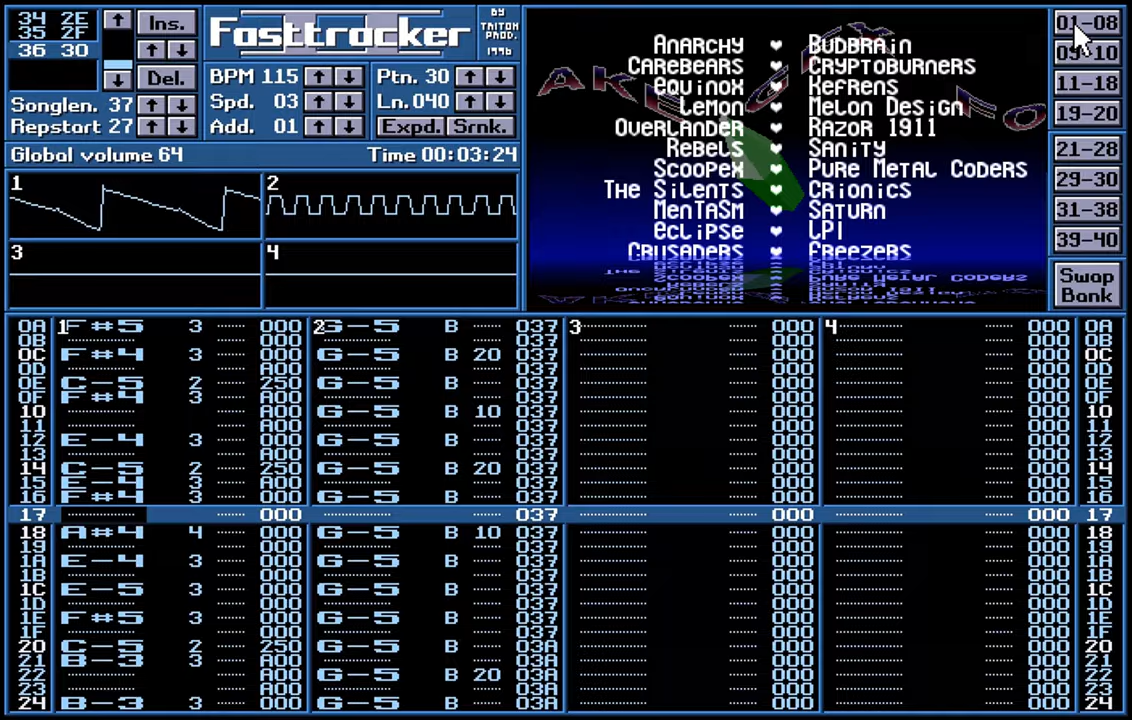 34 2E
35 2F
36 30
Ins.
Del.
Songlen. 37
Repstart 27
Fasttracker
BY
TRITON
PROD.
1996
BPM 115
Spd. 03
Add. 01
Ptn. 30
Ln. 040
Expd. Srnk.
Global volume 64 Time 00:03:24
1 2
3 4
Anarchy ♥ Budbrain
Carebears ♥ Cryptoburners
Equinox ♥ Kefrens
Lemon ♥ Melon Design
Overlander ♥ Razor 1911
Rebels ♥ Sanity
Scoopex ♥ Pure Metal Coders
The Silents ♥ Crionics
Mentasm ♥ Saturn
Eclipse ♥ LPI
Crusaders ♥ Freezers
01-08
09-10
11-18
19-20
21-28
29-30
31-38
39-40
Swap
Bank
0A 1 F#5 3 000 2 G-5 B 037 3 000 4 000 0A
0B 000 037 000 000 0B
0C F#4 3 000 G-5 B 20 037 000 000 0C
0D A00 037 000 000 0D
0E C-5 2 250 G-5 B 037 000 000 0E
0F F#4 3 A00 037 000 000 0F
10 A00 G-5 B 10 037 000 000 10
11 A00 037 000 000 11
12 E-4 3 000 G-5 B 037 000 000 12
13 A00 037 000 000 13
14 C-5 2 250 G-5 B 20 037 000 000 14
15 E-4 3 A00 037 000 000 15
16 F#4 3 000 G-5 B 037 000 000 16
17 000 037 000 000 17
18 A#4 4 000 G-5 B 10 037 000 000 18
19 000 037 000 000 19
1A E-4 3 000 G-5 B 037 000 000 1A
1B 000 037 000 000 1B
1C E-5 3 000 G-5 B 037 000 000 1C
1D 000 037 000 000 1D
1E F#5 3 000 G-5 B 037 000 000 1E
1F 000 037 000 000 1F
20 C-5 2 250 G-5 B 03A 000 000 20
21 B-3 3 A00 03A 000 000 21
22 A00 G-5 B 20 03A 000 000 22
23 A00 03A 000 000 23
24 B-3 3 000 G-5 B 03A 000 000 24